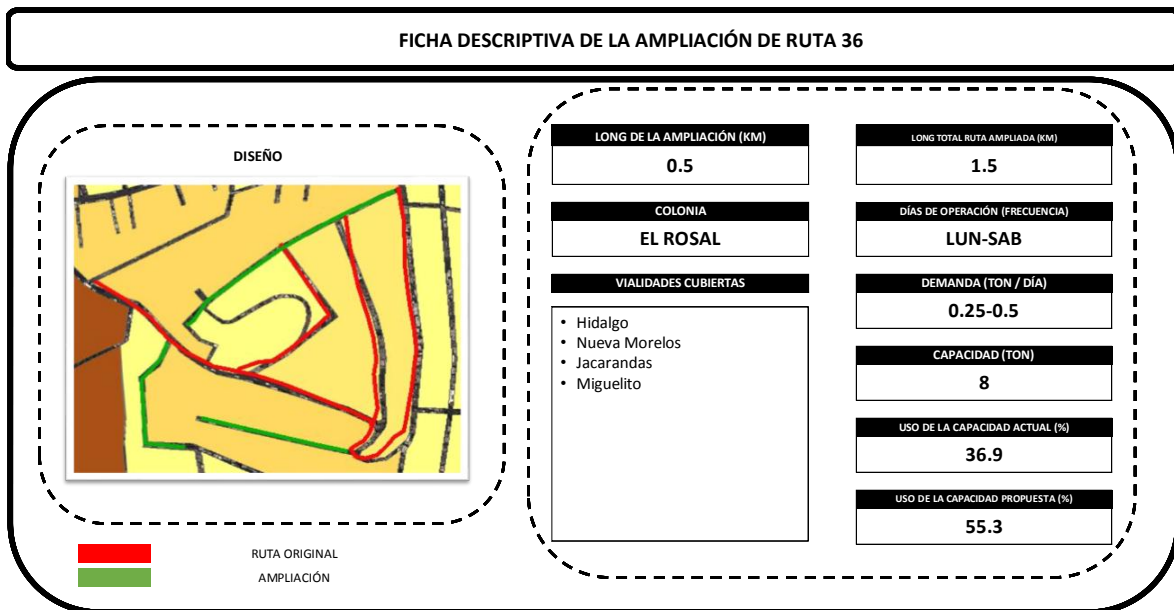 FICHA DESCRIPTIVA DE LA AMPLIACIÓN DE RUTA 36
DISEÑO
RUTA ORIGINAL
AMPLIACIÓN
LONG DE LA AMPLIACIÓN (KM)
0.5
COLONIA
EL ROSAL
VIALIDADES CUBIERTAS
• Hidalgo
• Nueva Morelos
• Jacarandas
• Miguelito
LONG TOTAL RUTA AMPLIADA (KM)
1.5
DÍAS DE OPERACIÓN (FRECUENCIA)
LUN-SAB
DEMANDA (TON / DÍA)
0.25-0.5
CAPACIDAD (TON)
8
USO DE LA CAPACIDAD ACTUAL (%)
36.9
USO DE LA CAPACIDAD PROPUESTA (%)
55.3